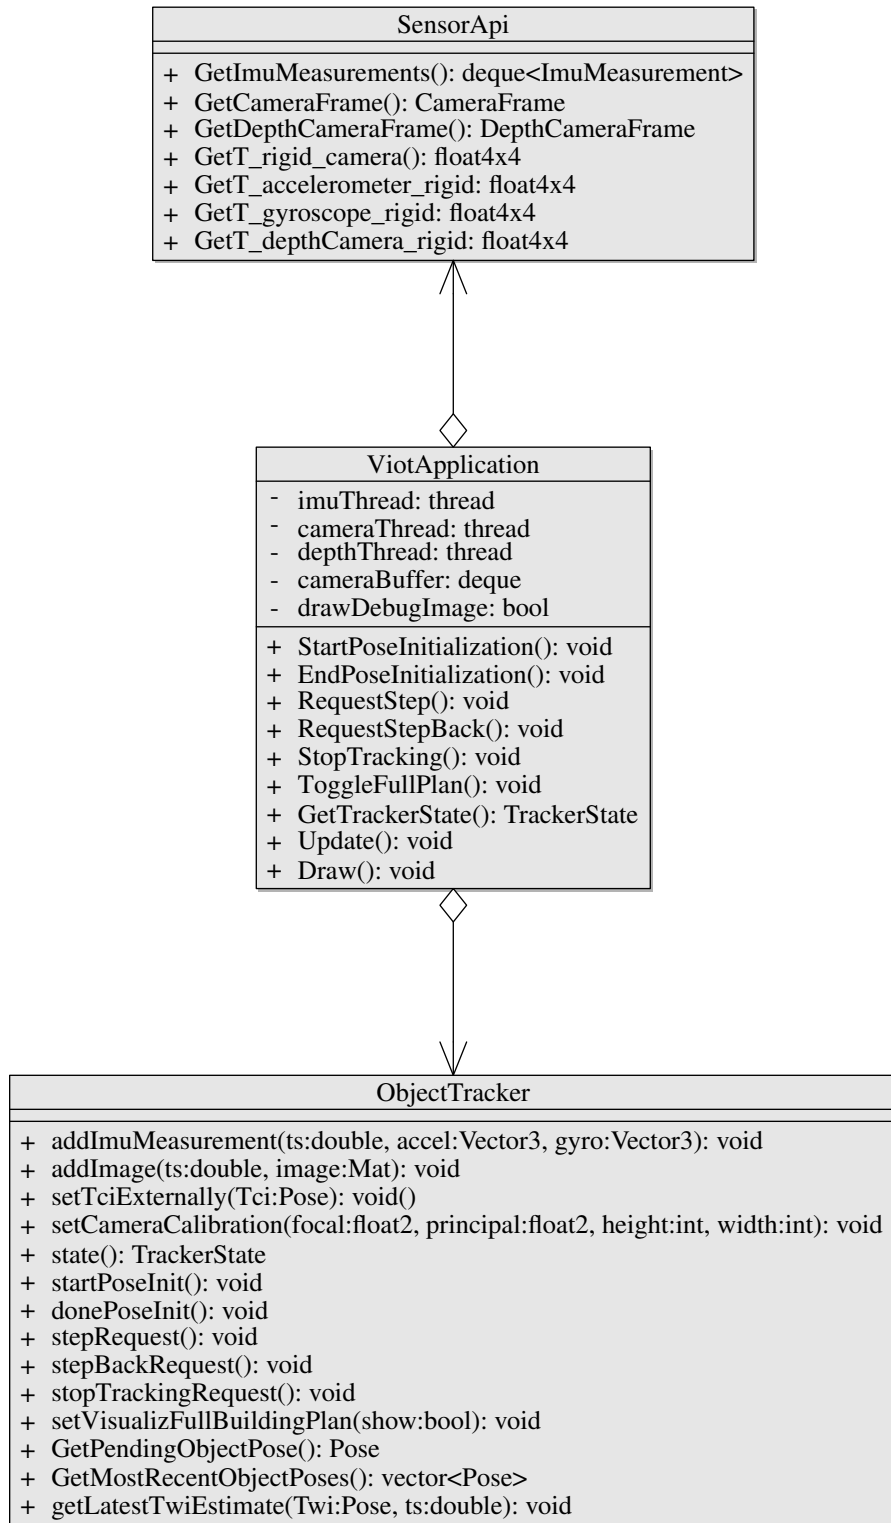 SensorApi
+ GetImuMeasurements(): deque<ImuMeasurement>
+ GetCameraFrame(): CameraFrame
+ GetDepthCameraFrame(): DepthCameraFrame
+ GetT_rigid_camera(): float4x4
+ GetT_accelerometer_rigid: float4x4
+ GetT_gyroscope_rigid: float4x4
+ GetT_depthCamera_rigid: float4x4
ViotApplication
- imuThread: thread
- cameraThread: thread
- depthThread: thread
- cameraBuffer: deque
- drawDebugImage: bool
+ StartPoseInitialization(): void
+ EndPoseInitialization(): void
+ RequestStep(): void
+ RequestStepBack(): void
+ StopTracking(): void
+ ToggleFullPlan(): void
+ GetTrackerState(): TrackerState
+ Update(): void
+ Draw(): void
ObjectTracker
+ addImuMeasurement(ts:double, accel:Vector3, gyro:Vector3): void
+ addImage(ts:double, image:Mat): void
+ setTciExternally(Tci:Pose): void()
+ setCameraCalibration(focal:float2, principal:float2, height:int, width:int): void
+ state(): TrackerState
+ startPoseInit(): void
+ donePoseInit(): void
+ stepRequest(): void
+ stepBackRequest(): void
+ stopTrackingRequest(): void
+ setVisualizFullBuildingPlan(show:bool): void
+ GetPendingObjectPose(): Pose
+ GetMostRecentObjectPoses(): vector<Pose>
+ getLatestTwiEstimate(Twi:Pose, ts:double): void